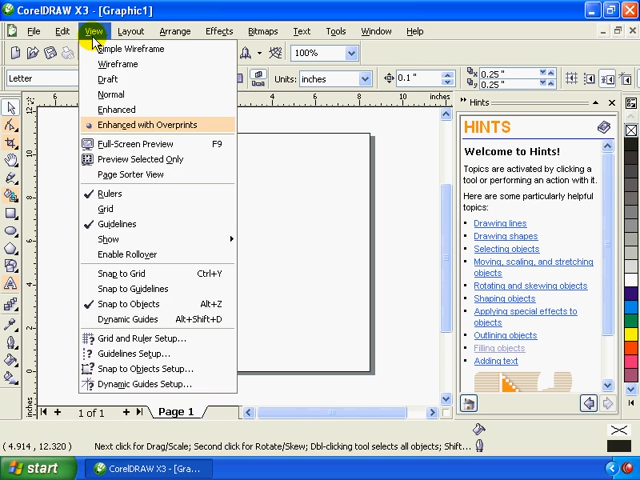 CorelDRAW X3 - [Graphic1]
File Edit View Layout Arrange Effects Bitmaps Text Tools Window Help
100%
Letter Units: inches 0.1 " x 0.25 " y 0.25 "
Simple Wireframe
Wireframe
Draft
Normal
Enhanced
Enhanced with Overprints
Full-Screen Preview F9
Preview Selected Only
Page Sorter View
Rulers
Grid
Guidelines
Show
Enable Rollover
Snap to Grid Ctrl+Y
Snap to Guidelines
Snap to Objects Alt+Z
Dynamic Guides Alt+Shift+D
Grid and Ruler Setup...
Guidelines Setup...
Snap to Objects Setup...
Dynamic Guides Setup...
6 8 10 inches
Hints
HINTS
Welcome to Hints!
Topics are activated by clicking a
tool or performing an action with it.
Here are some particularly helpful
topics:
Drawing lines
Drawing shapes
Selecting objects
Moving, scaling, and stretching
objects
Rotating and skewing objects
Shaping objects
Applying special effects to
objects
Outlining objects
Filling objects
Adding text
1 of 1 Page 1
( 4.914 , 12.320 ) Next click for Drag/Scale; Second click for Rotate/Skew; Dbl-clicking tool selects all objects; Shift...
start CorelDRAW X3 - [Gra...